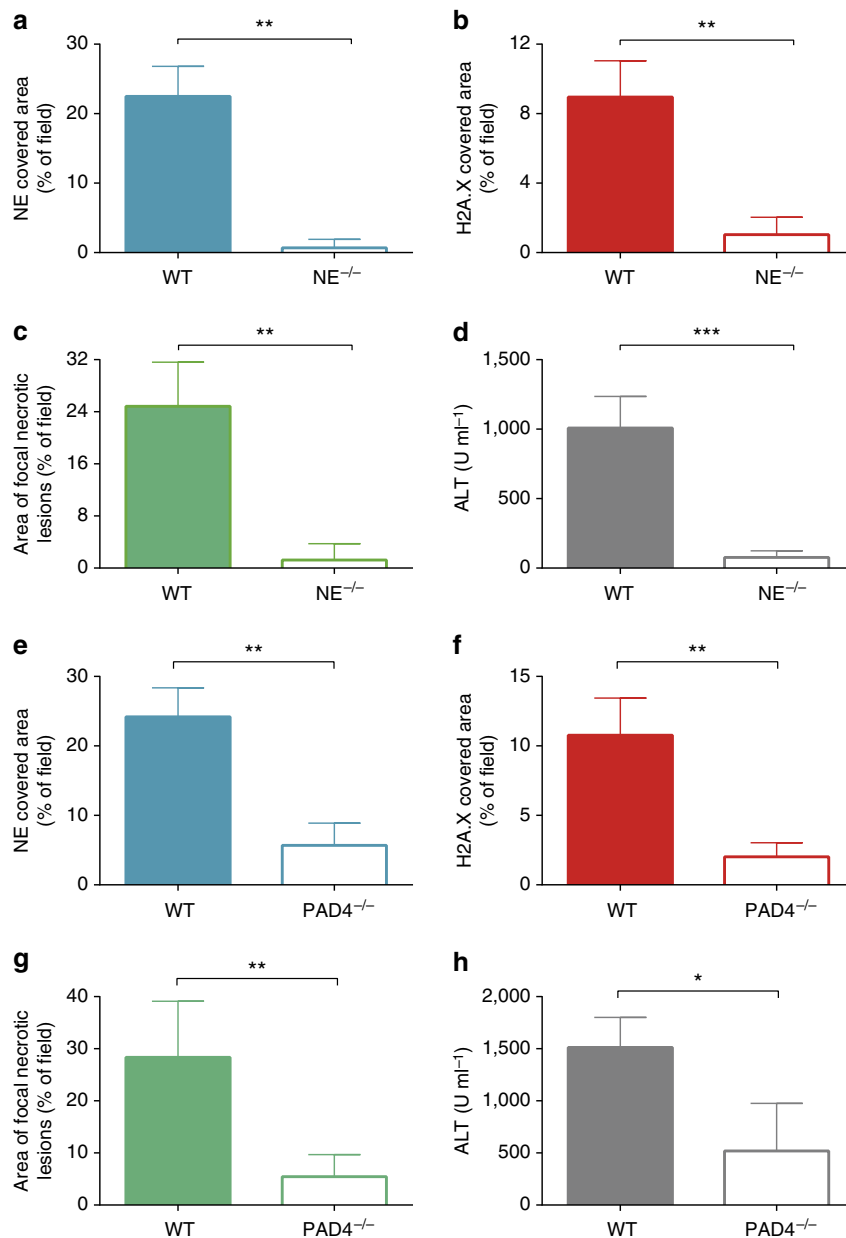 a
**
NE covered area
(% of field)
30
20
10
0
WT
NE−/−
b
**
H2A.X covered area
(% of field)
12
8
4
0
WT
NE−/−
c
**
Area of focal necrotic
lesions (% of field)
32
24
16
8
0
WT
NE−/−
d
***
ALT (U ml−1)
1,500
1,000
500
0
WT
NE−/−
e
**
NE covered area
(% of field)
30
20
10
0
WT
PAD4−/−
f
**
H2A.X covered area
(% of field)
15
10
5
0
WT
PAD4−/−
g
**
Area of focal necrotic
lesions (% of field)
40
30
20
10
0
WT
PAD4−/−
h
*
ALT (U ml−1)
2,000
1,500
1,000
500
0
WT
PAD4−/−